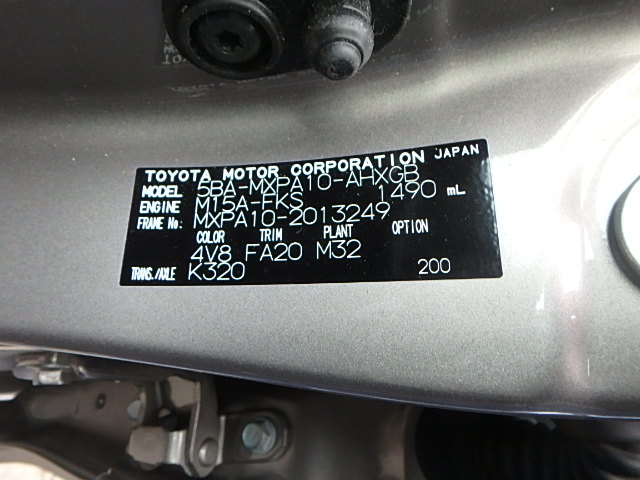 TOYOTA MOTOR CORPORATION JAPAN
MODEL 5BA-MXPA10-AHXGB
ENGINE M15A-FKS 1490 mL
FRAME No. MXPA10-2013249
COLOR TRIM PLANT OPTION
4V8 FA20 M32
TRANS./AXLE K320 200